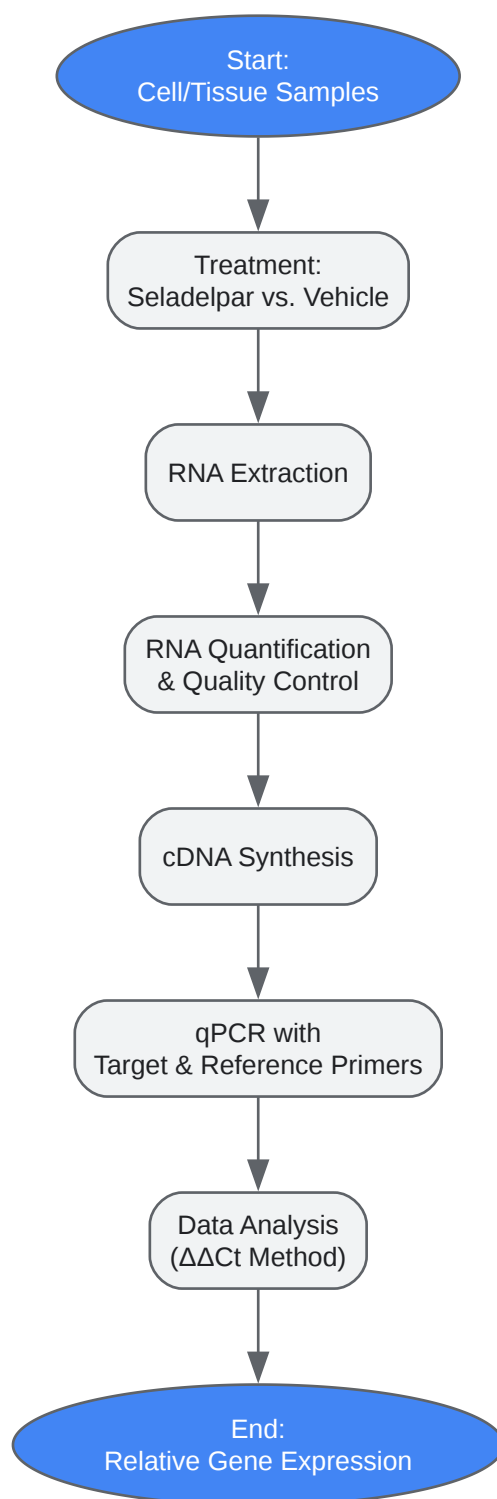 Start:
Cell/Tissue Samples
Treatment:
Seladelpar vs. Vehicle
RNA Extraction
RNA Quantification
& Quality Control
cDNA Synthesis
qPCR with
Target & Reference Primers
Data Analysis
(ΔΔCt Method)
End:
Relative Gene Expression